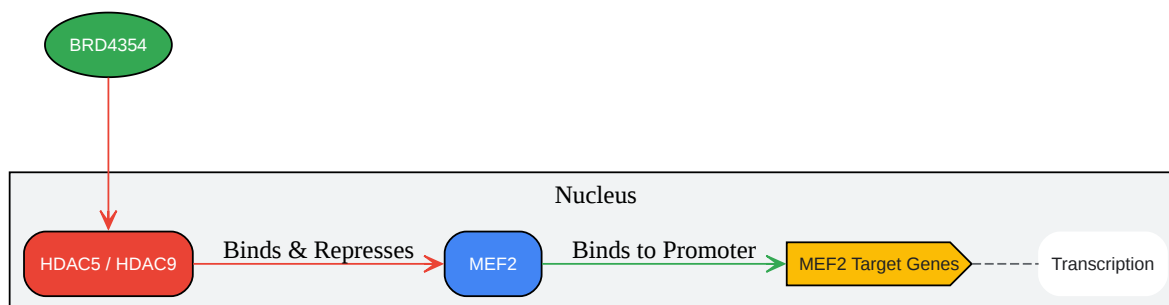 BRD4354
Nucleus
HDAC5 / HDAC9
Binds & Represses
MEF2
Binds to Promoter
MEF2 Target Genes
Transcription